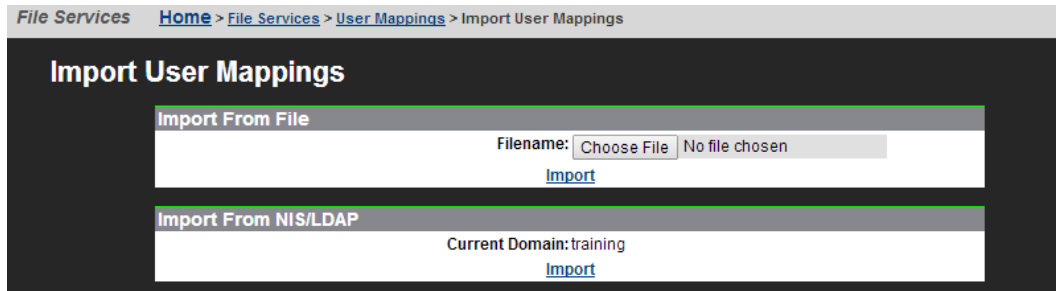 File Services Home > File Services > User Mappings > Import User Mappings
Import User Mappings
Import From File
Filename: Choose File No file chosen
Import
Import From NIS/LDAP
Current Domain: training
Import